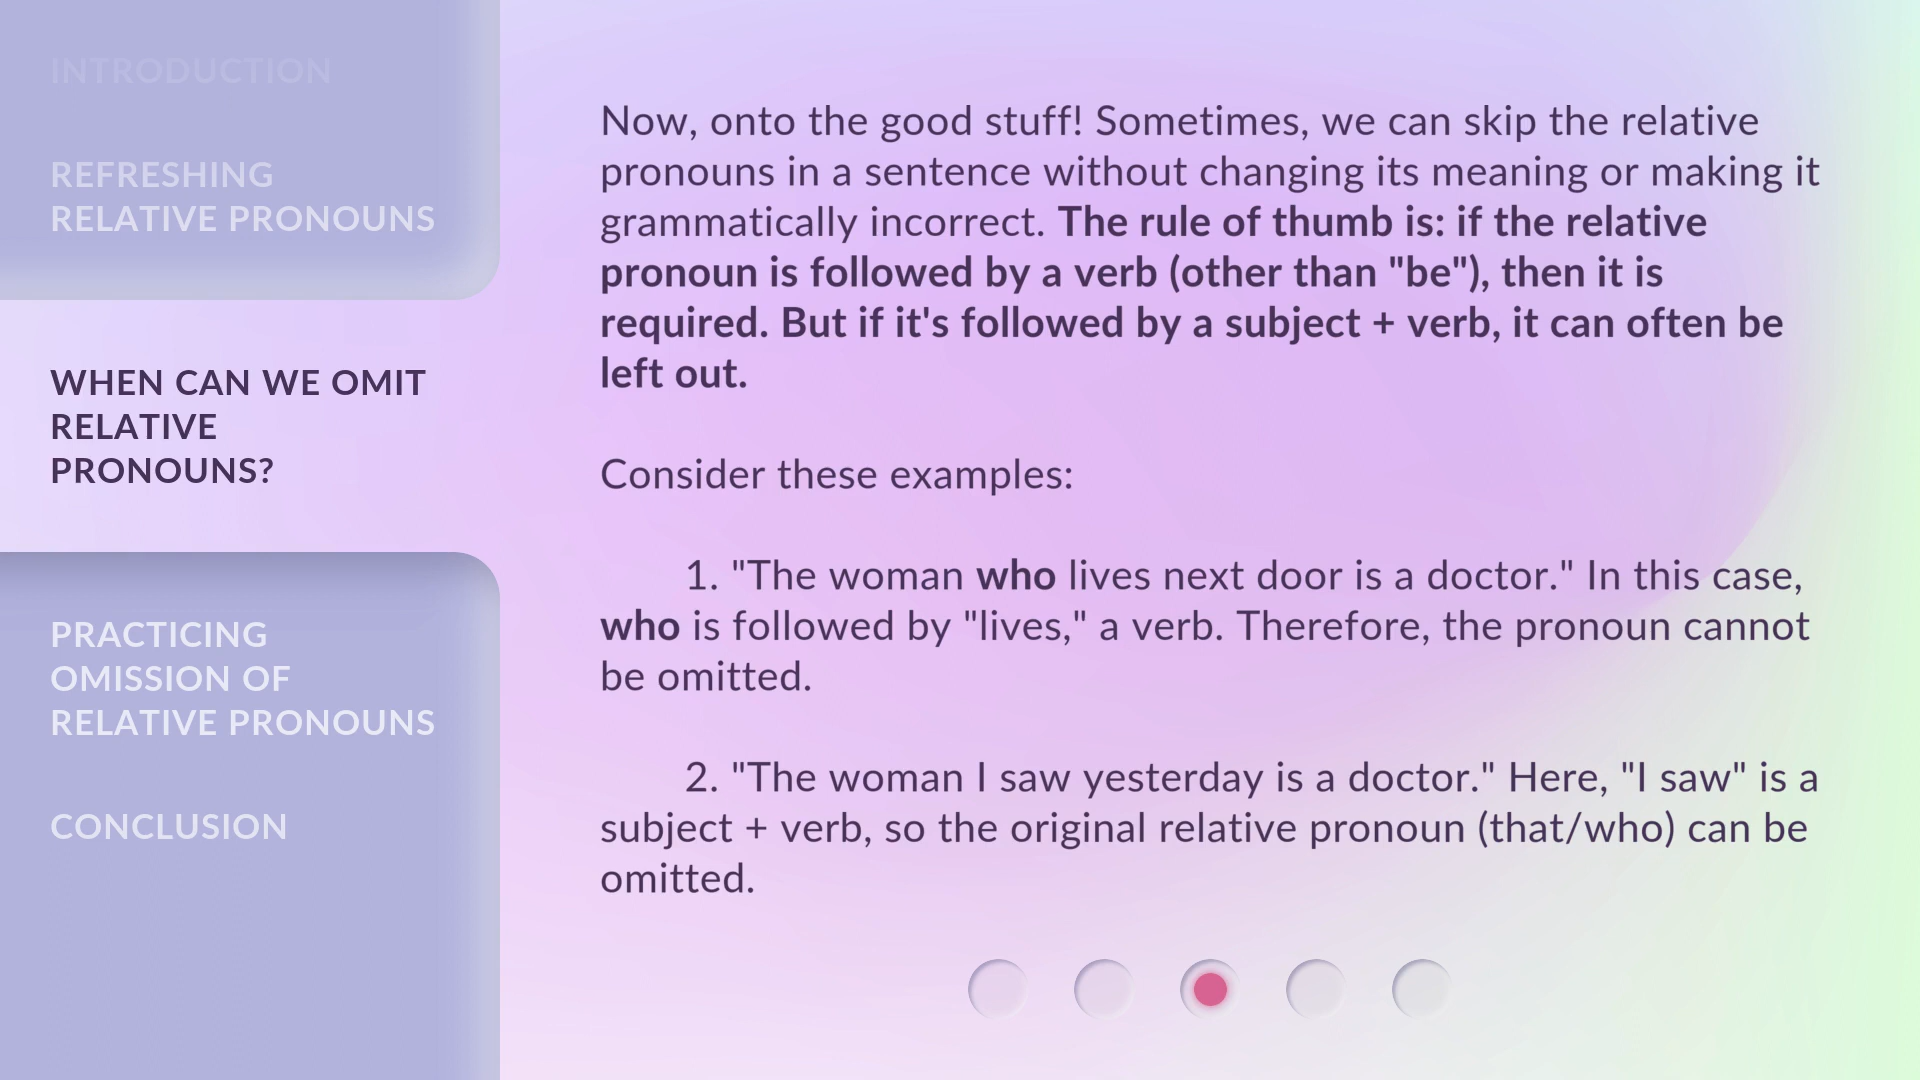 INTRODUCTION
REFRESHING
RELATIVE PRONOUNS
WHEN CAN WE OMIT
RELATIVE
PRONOUNS?
PRACTICING
OMISSION OF
RELATIVE PRONOUNS
CONCLUSION
Now, onto the good stuff! Sometimes, we can skip the relative
pronouns in a sentence without changing its meaning or making it
grammatically incorrect. The rule of thumb is: if the relative
pronoun is followed by a verb (other than "be"), then it is
required. But if it's followed by a subject + verb, it can often be
left out.
Consider these examples:
1. "The woman who lives next door is a doctor." In this case,
who is followed by "lives," a verb. Therefore, the pronoun cannot
be omitted.
2. "The woman I saw yesterday is a doctor." Here, "I saw" is a
subject + verb, so the original relative pronoun (that/who) can be
omitted.